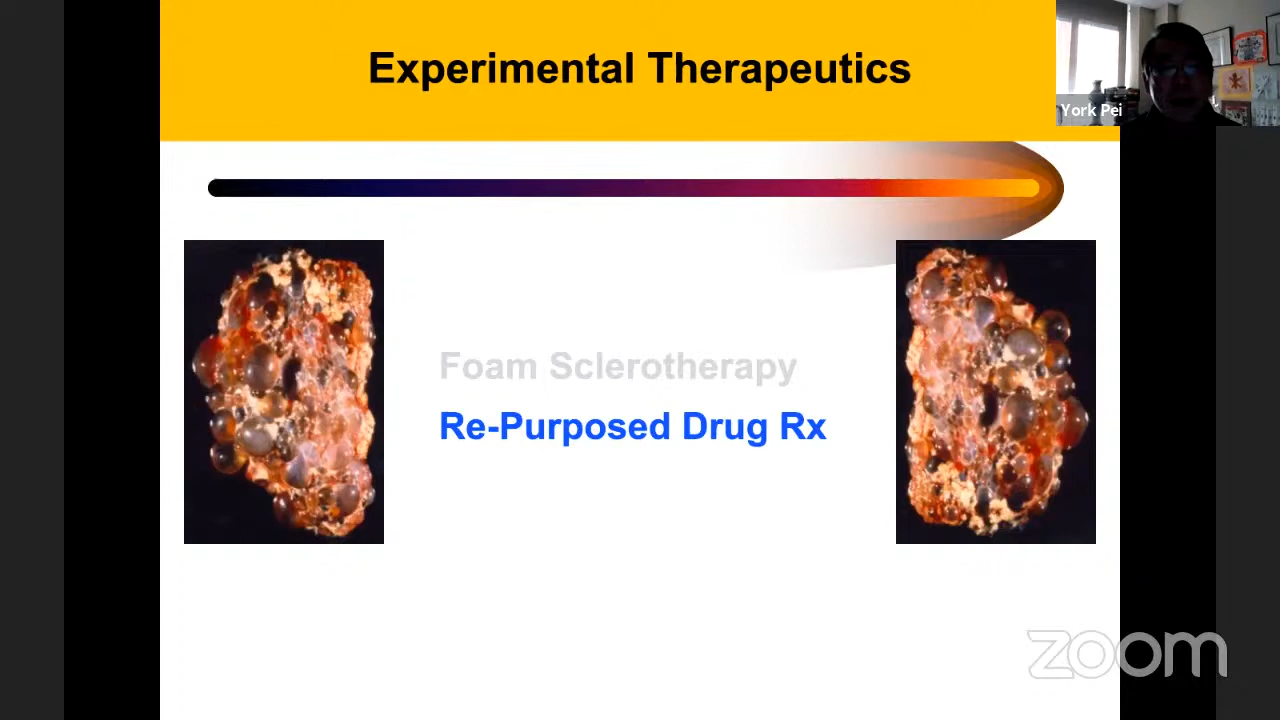 Experimental Therapeutics
York Pei
Foam Sclerotherapy
Re-Purposed Drug Rx
zoom